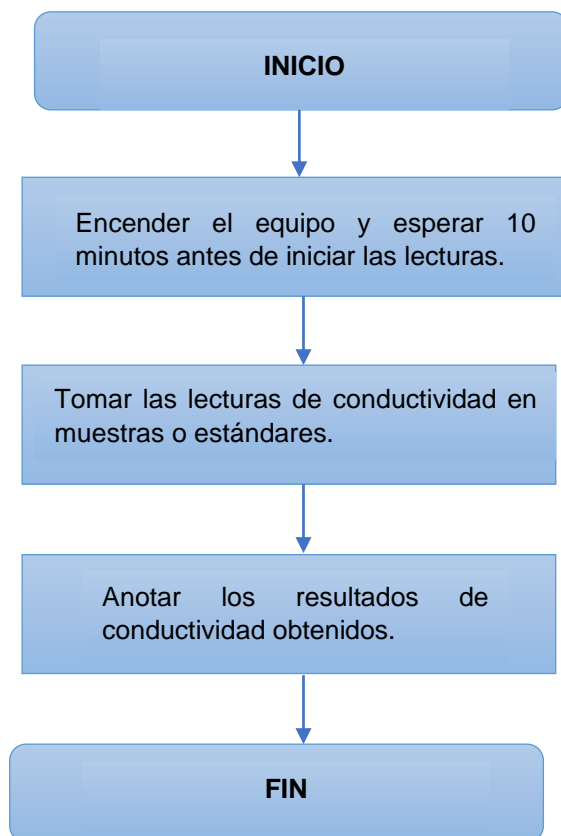 INICIO
Encender el equipo y esperar 10
minutos antes de iniciar las lecturas.
Tomar las lecturas de conductividad en
muestras o estándares.
Anotar los resultados de
conductividad obtenidos.
FIN